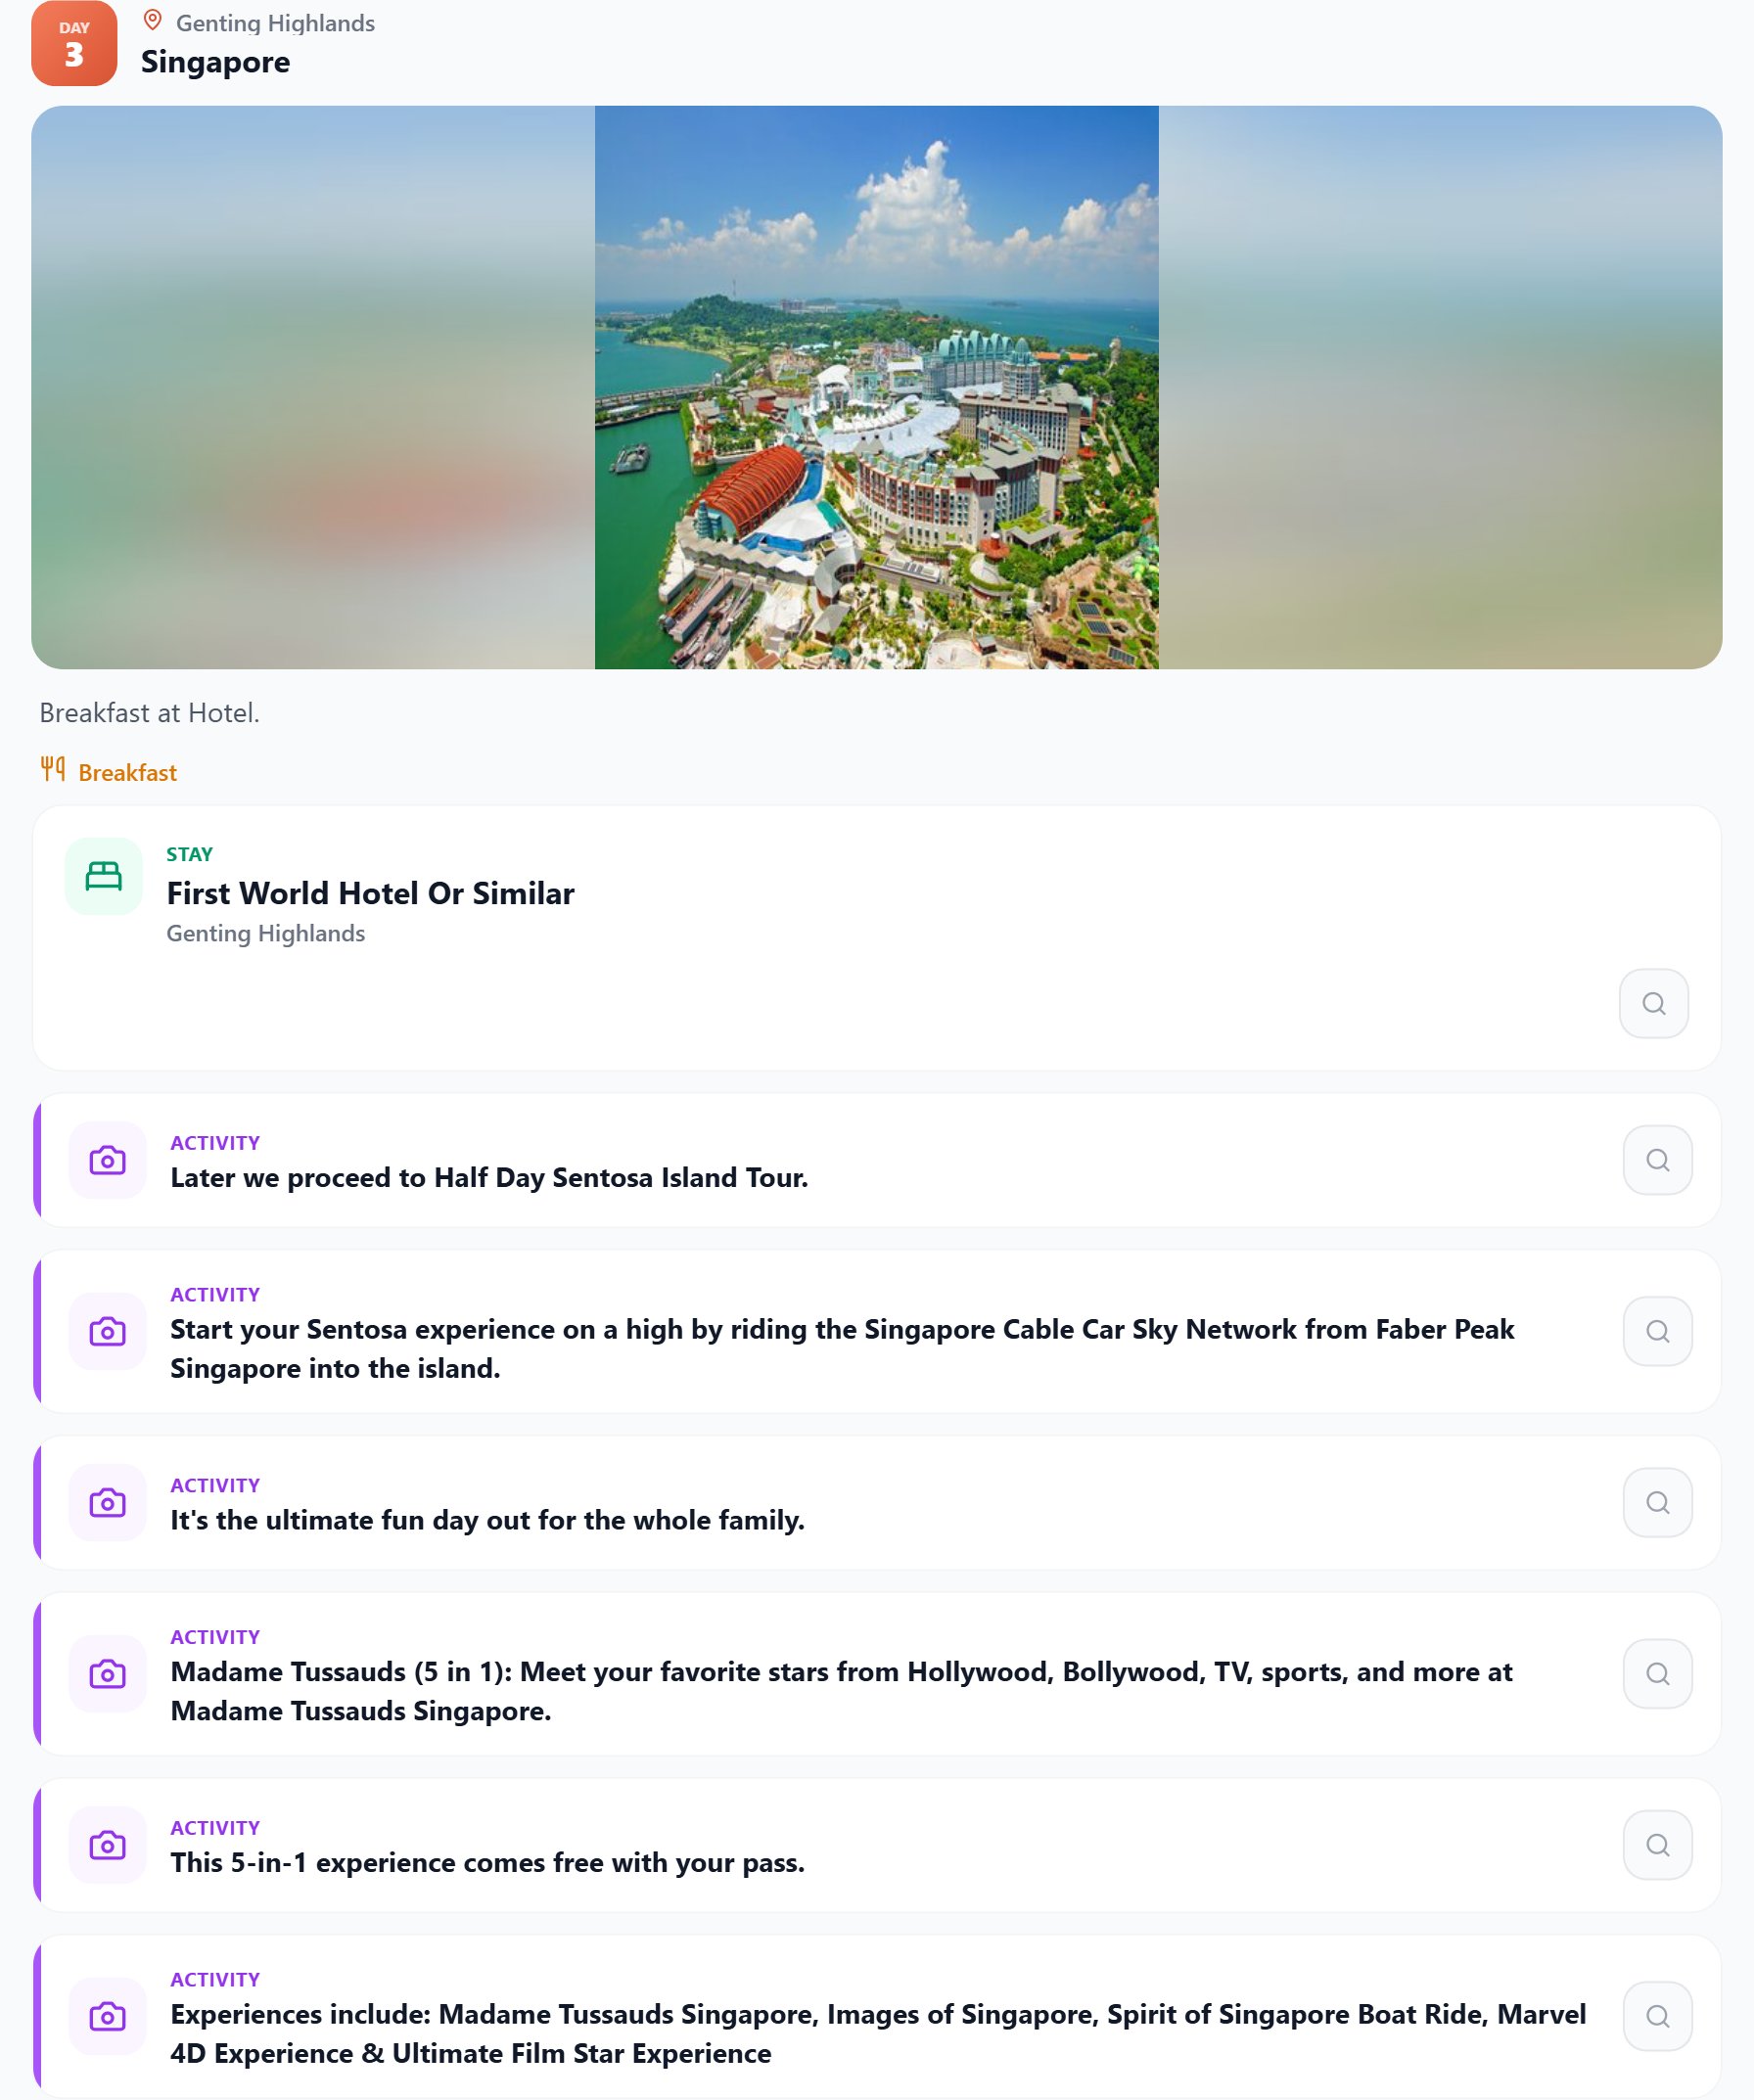 DAY
3
Genting Highlands
Singapore
Breakfast at Hotel.
Breakfast
STAY
First World Hotel Or Similar
Genting Highlands
ACTIVITY
Later we proceed to Half Day Sentosa Island Tour.
ACTIVITY
Start your Sentosa experience on a high by riding the Singapore Cable Car Sky Network from Faber Peak
Singapore into the island.
ACTIVITY
It's the ultimate fun day out for the whole family.
ACTIVITY
Madame Tussauds (5 in 1): Meet your favorite stars from Hollywood, Bollywood, TV, sports, and more at
Madame Tussauds Singapore.
ACTIVITY
This 5-in-1 experience comes free with your pass.
ACTIVITY
Experiences include: Madame Tussauds Singapore, Images of Singapore, Spirit of Singapore Boat Ride, Marvel
4D Experience & Ultimate Film Star Experience